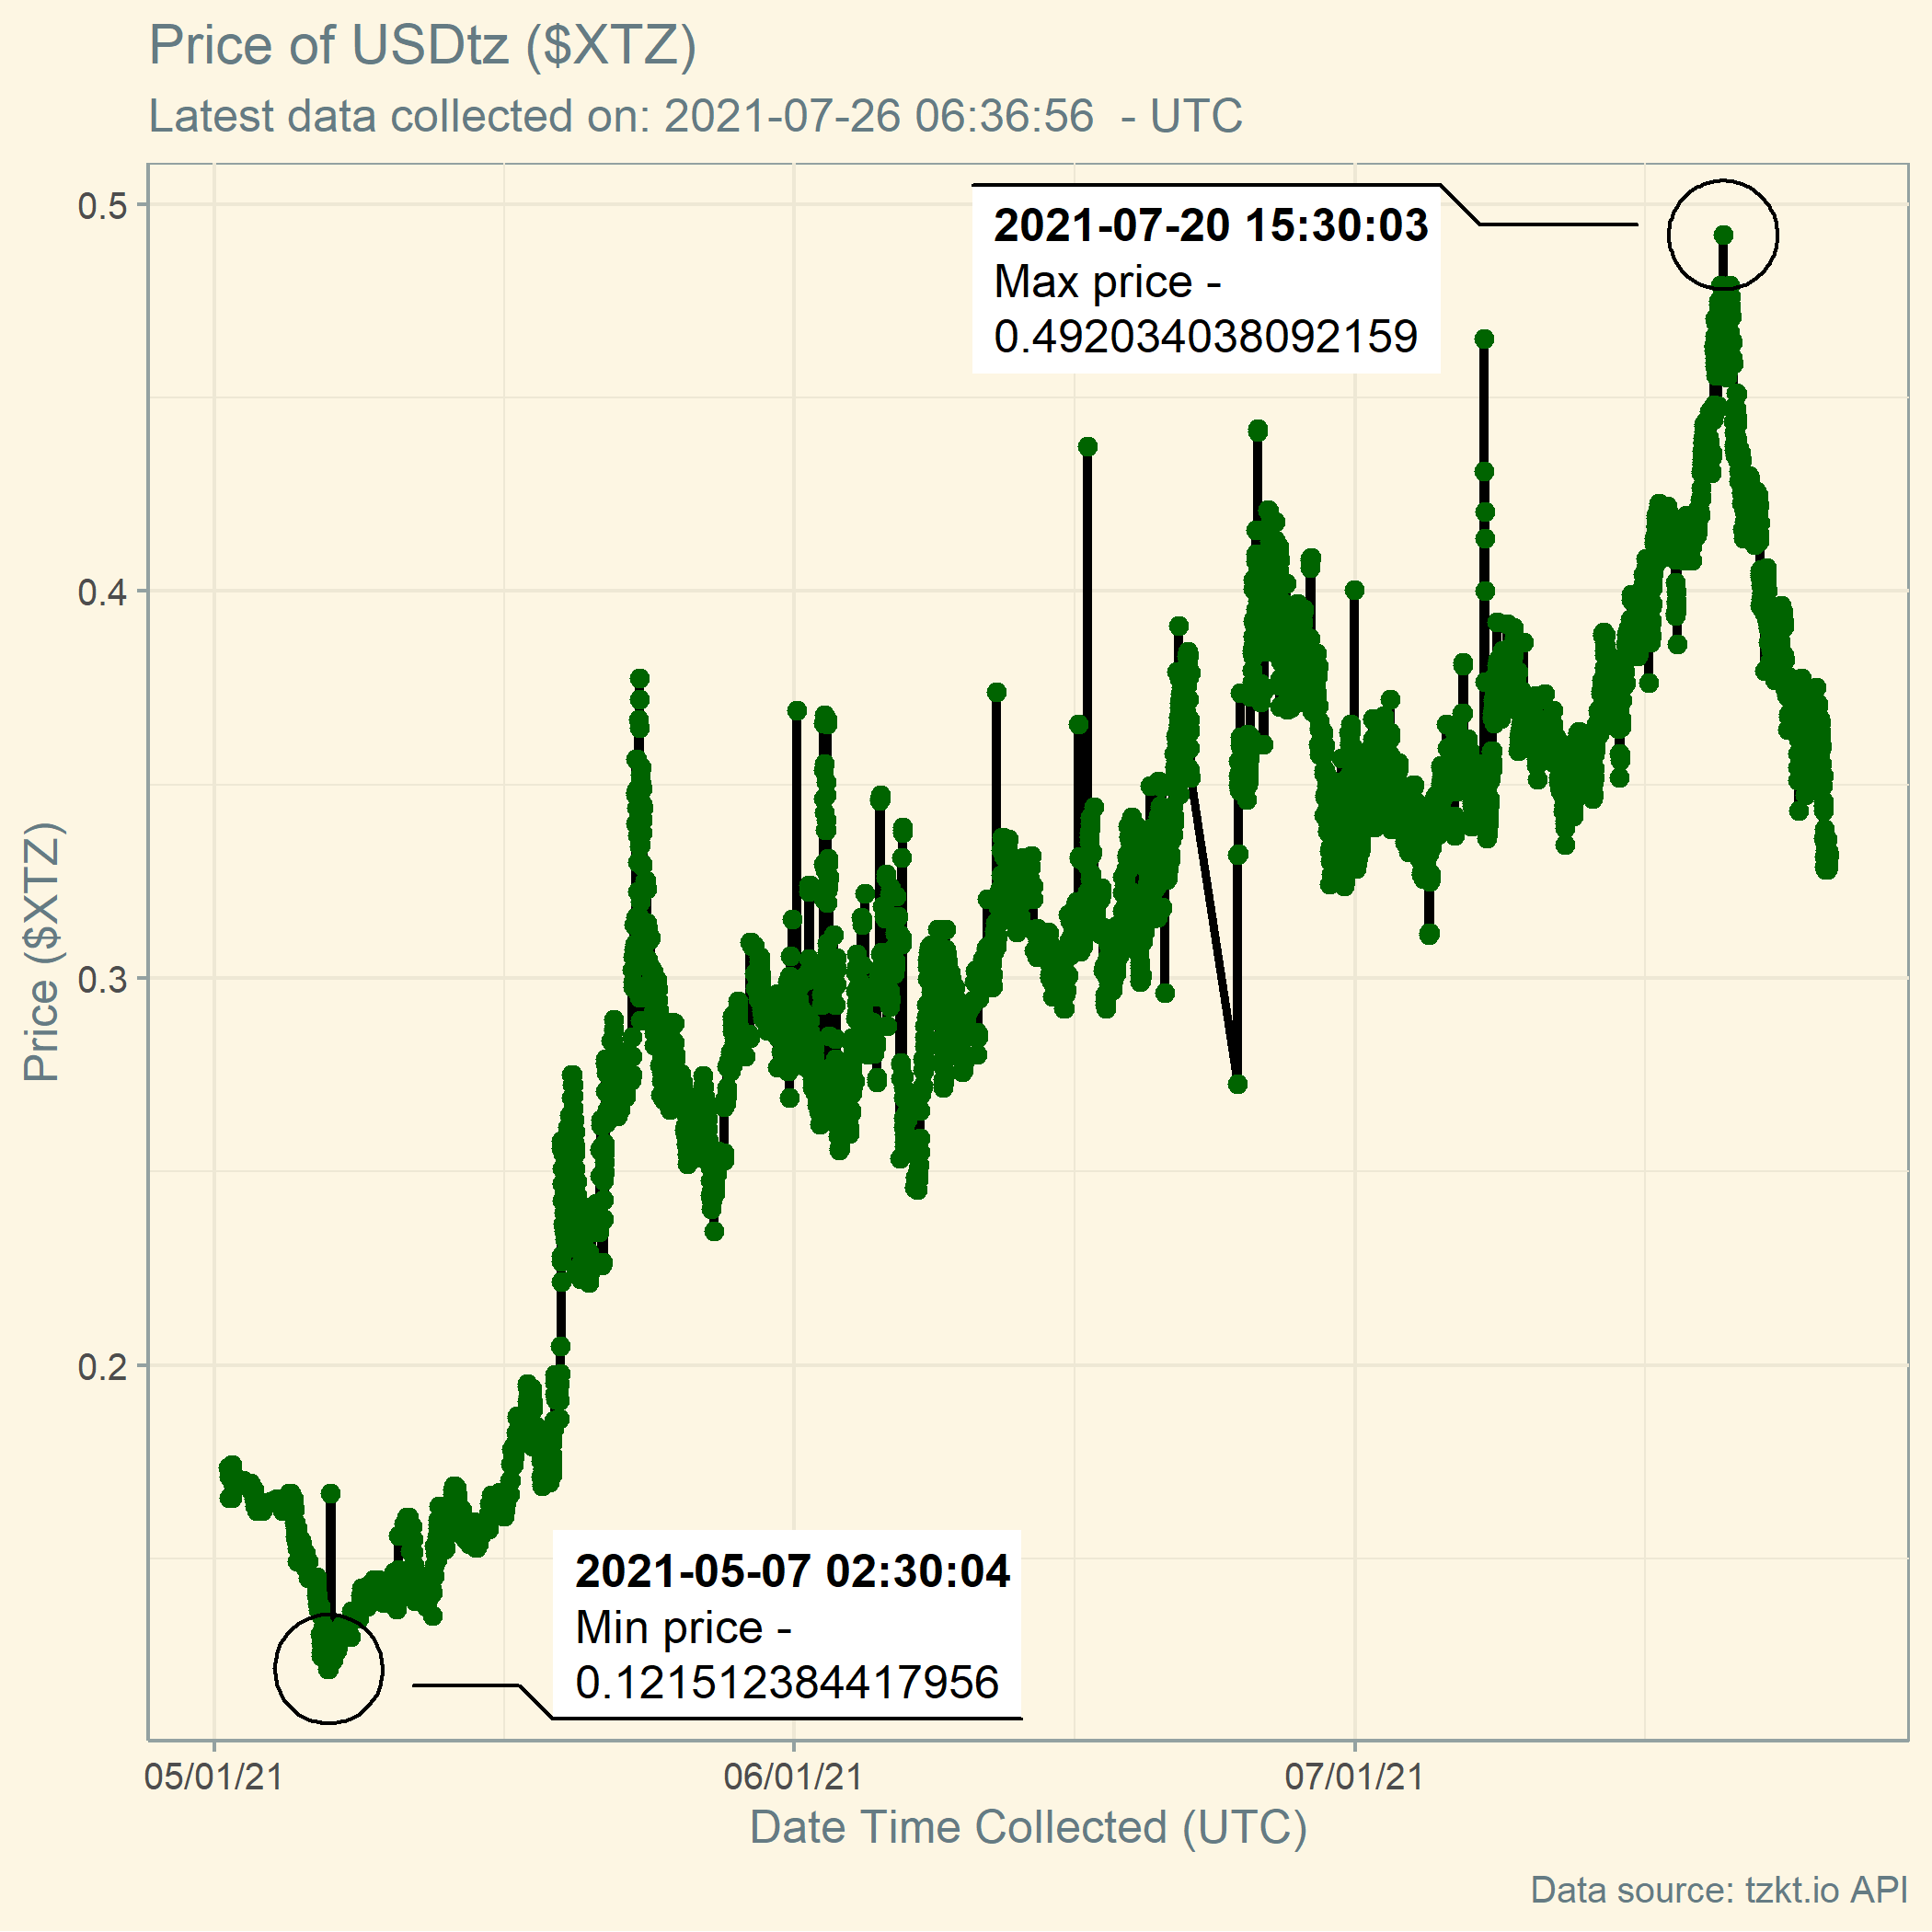 Price of USDtz ($XTZ)
Latest data collected on: 2021-07-26 06:36:56  - UTC
0.5
0.4
0.3
0.2
Price ($XTZ)
2021-07-20 15:30:03
Max price -
0.492034038092159
2021-05-07 02:30:04
Min price -
0.121512384417956
05/01/21
06/01/21
07/01/21
Date Time Collected (UTC)
Data source: tzkt.io API